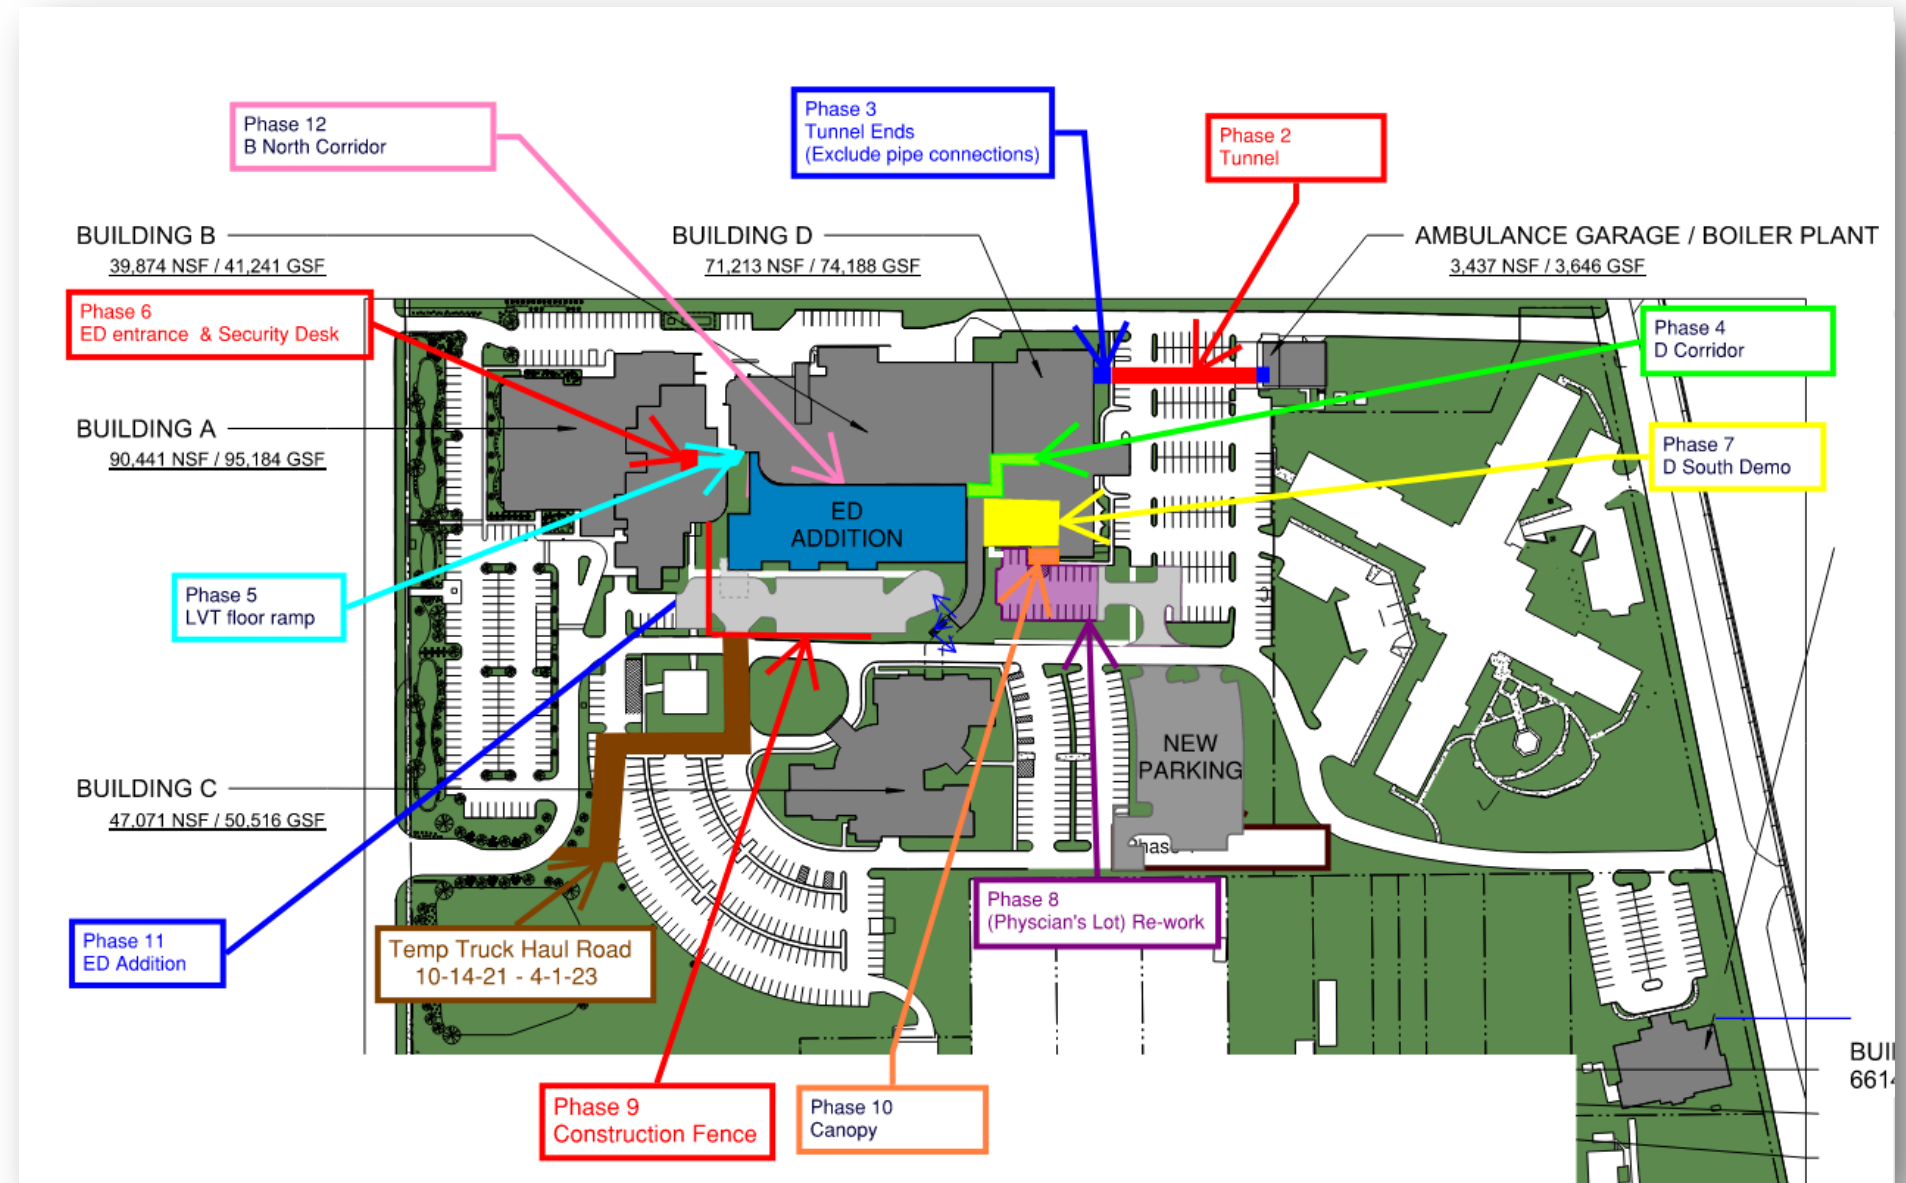 Phase 12
B North Corridor
Phase 3
Tunnel Ends
(Exclude pipe connections)
Phase 2
Tunnel
BUILDING B
39,874 NSF / 41,241 GSF
BUILDING D
71,213 NSF / 74,188 GSF
AMBULANCE GARAGE / BOILER PLANT
3,437 NSF / 3,646 GSF
Phase 6
ED entrance & Security Desk
Phase 4
D Corridor
BUILDING A
90,441 NSF / 95,184 GSF
Phase 7
D South Demo
ED
ADDITION
Phase 5
LVT floor ramp
NEW
PARKING
BUILDING C
47,071 NSF / 50,516 GSF
Phase 8
(Physcian's Lot) Re-work
Phase 11
ED Addition
Temp Truck Haul Road
10-14-21 - 4-1-23
Phase 9
Construction Fence
Phase 10
Canopy